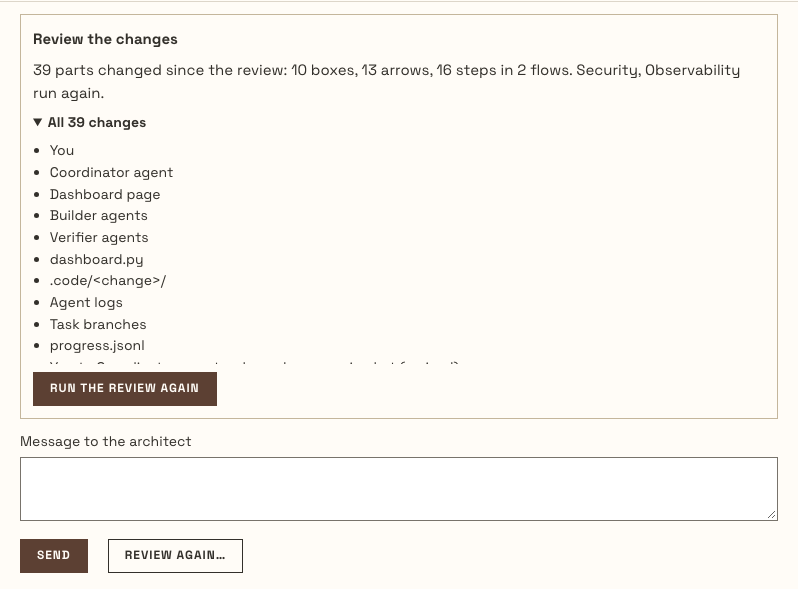 Review the changes
39 parts changed since the review: 10 boxes, 13 arrows, 16 steps in 2 flows. Security, Observability
run again.
▼ All 39 changes
• You
• Coordinator agent
• Dashboard page
• Builder agents
• Verifier agents
• dashboard.py
• .code/<change>/
• Agent logs
• Task branches
• progress.jsonl
RUN THE REVIEW AGAIN
Message to the architect
SEND
REVIEW AGAIN…